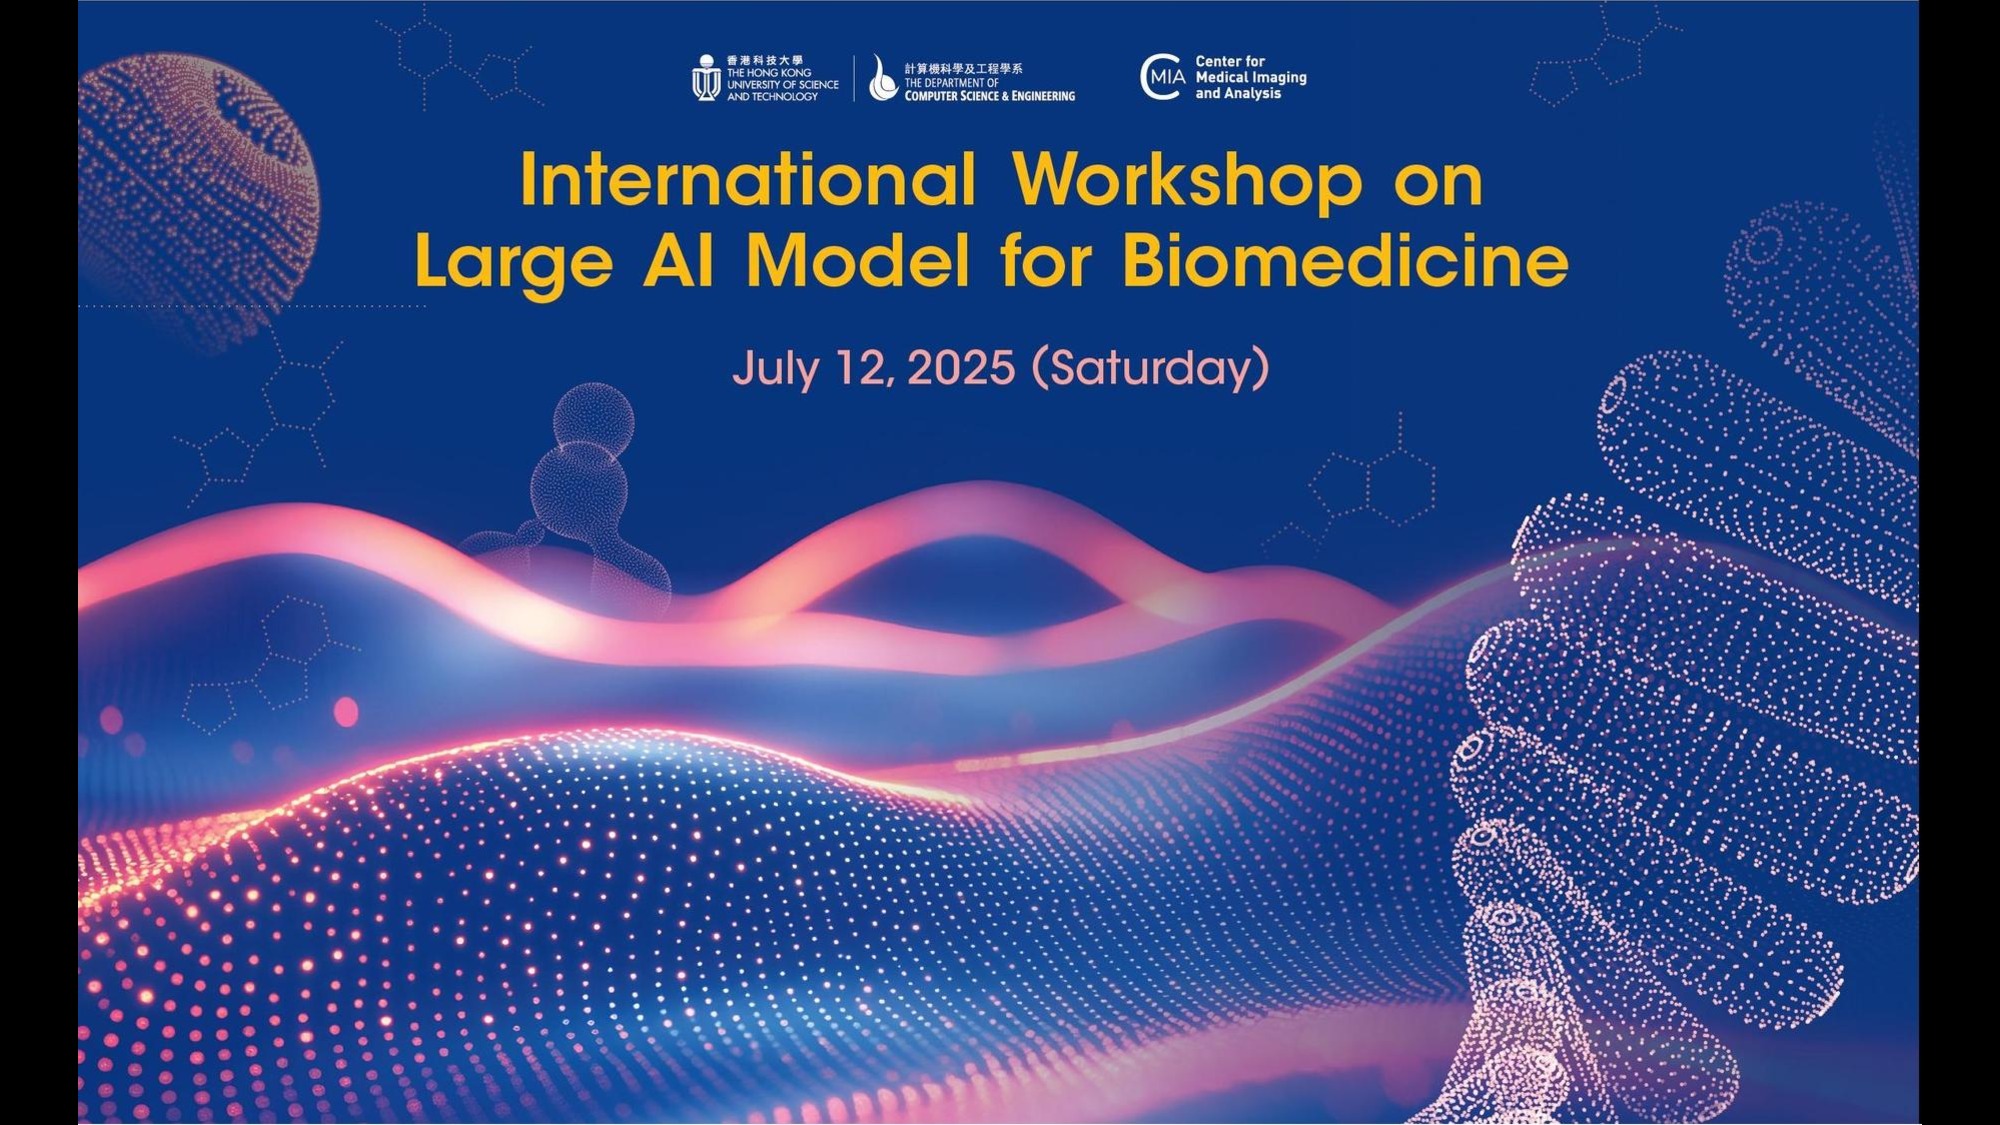 香港科技大學
THE HONG KONG
UNIVERSITY OF SCIENCE
AND TECHNOLOGY
計算機科學及工程學系
THE DEPARTMENT OF
COMPUTER SCIENCE & ENGINEERING
CMIA
Center for
Medical Imaging
and Analysis
International Workshop on
Large AI Model for Biomedicine
July 12, 2025 (Saturday)